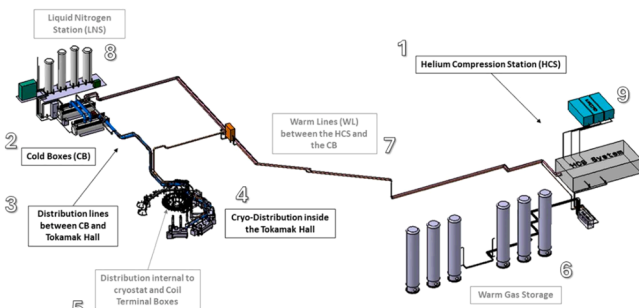 Liquid Nitrogen
Station (LNS)
8
1
Helium Compression Station (HCS)
9
Warm Lines (WL)
between the HCS and
the CB
7
HCS System
2
Cold Boxes (CB)
3
Distribution lines
between CB and
Tokamak Hall
4
Cryo-Distribution inside
the Tokamak Hall
5
Distribution internal to
cryostat and Coil
Terminal Boxes
6
Warm Gas Storage